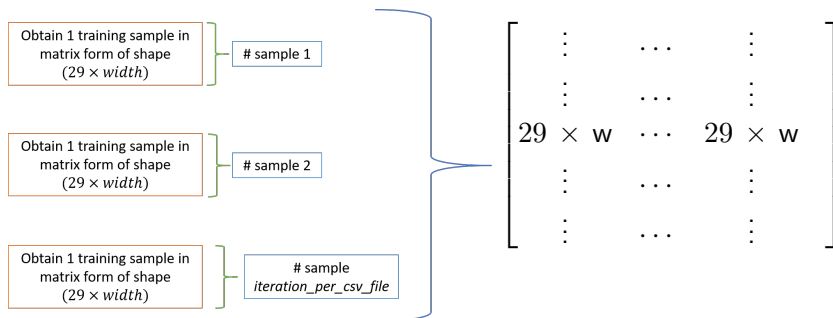 Obtain 1 training sample in
matrix form of shape
(29 × width)
# sample 1
Obtain 1 training sample in
matrix form of shape
(29 × width)
# sample 2
Obtain 1 training sample in
matrix form of shape
(29 × width)
# sample
iteration_per_csv_file
⋮ ⋯ ⋮
⋮ ⋯ ⋮
29 × w ⋯ 29 × w
⋮ ⋯ ⋮
⋮ ⋯ ⋮